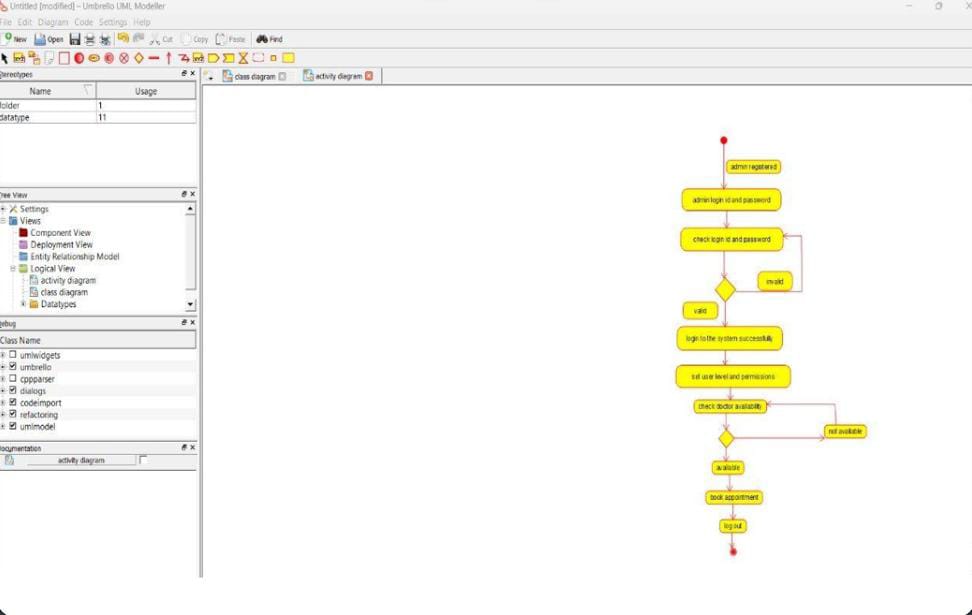 Untitled [modified] - Umbrello UML Modeller
File Edit Diagram Code Settings Help
New Open Cut Copy Paste Find
class diagram activity diagram
Stereotypes
Name Usage
folder 1
datatype 11
Tree View
Settings
Views
Component View
Deployment View
Entity Relationship Model
Logical View
activity diagram
class diagram
Datatypes
Debug
Class Name
umlwidgets
umbrello
cppparser
dialogs
codeimport
refactoring
umlmodel
Documentation
activity diagram
admin registered
admin login id and password
check login id and password
invalid
valid
login to the system successfully
set user level and permissions
check doctor availability
not available
available
book appointment
log out